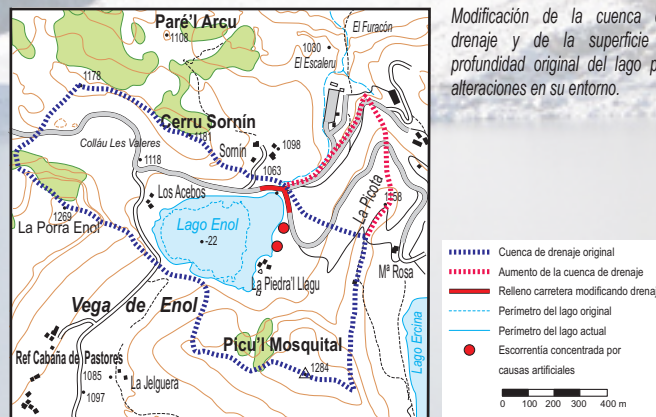 Modificación de la cuenca
drenaje y de la superficie
profundidad original del lago
alteraciones en su entorno.
Paré'l Arcu
1108
El Furacòn
1030
El Escaleru
1178
Cerru Sornín
1181
Sornín
1098
Colláu Les Valeres
1118
1063
Los Acebos
La Picota
1158
La Porra Enol
1269
Lago Enol
-22
Mª Rosa
La Piedra'l Llagu
Vega de Enol
Lago Ercina
Picu'l Mosquital
Ref Cabaña de Pastores
1284
1085
La Jelguera
1097
Cuenca de drenaje original
Aumento de la cuenca de drenaje
Relleno carretera modificando drenaj
Perímetro del lago original
Perímetro del lago actual
Escorrentía concentrada por
causas artificiales
0 100 200 300 400 m